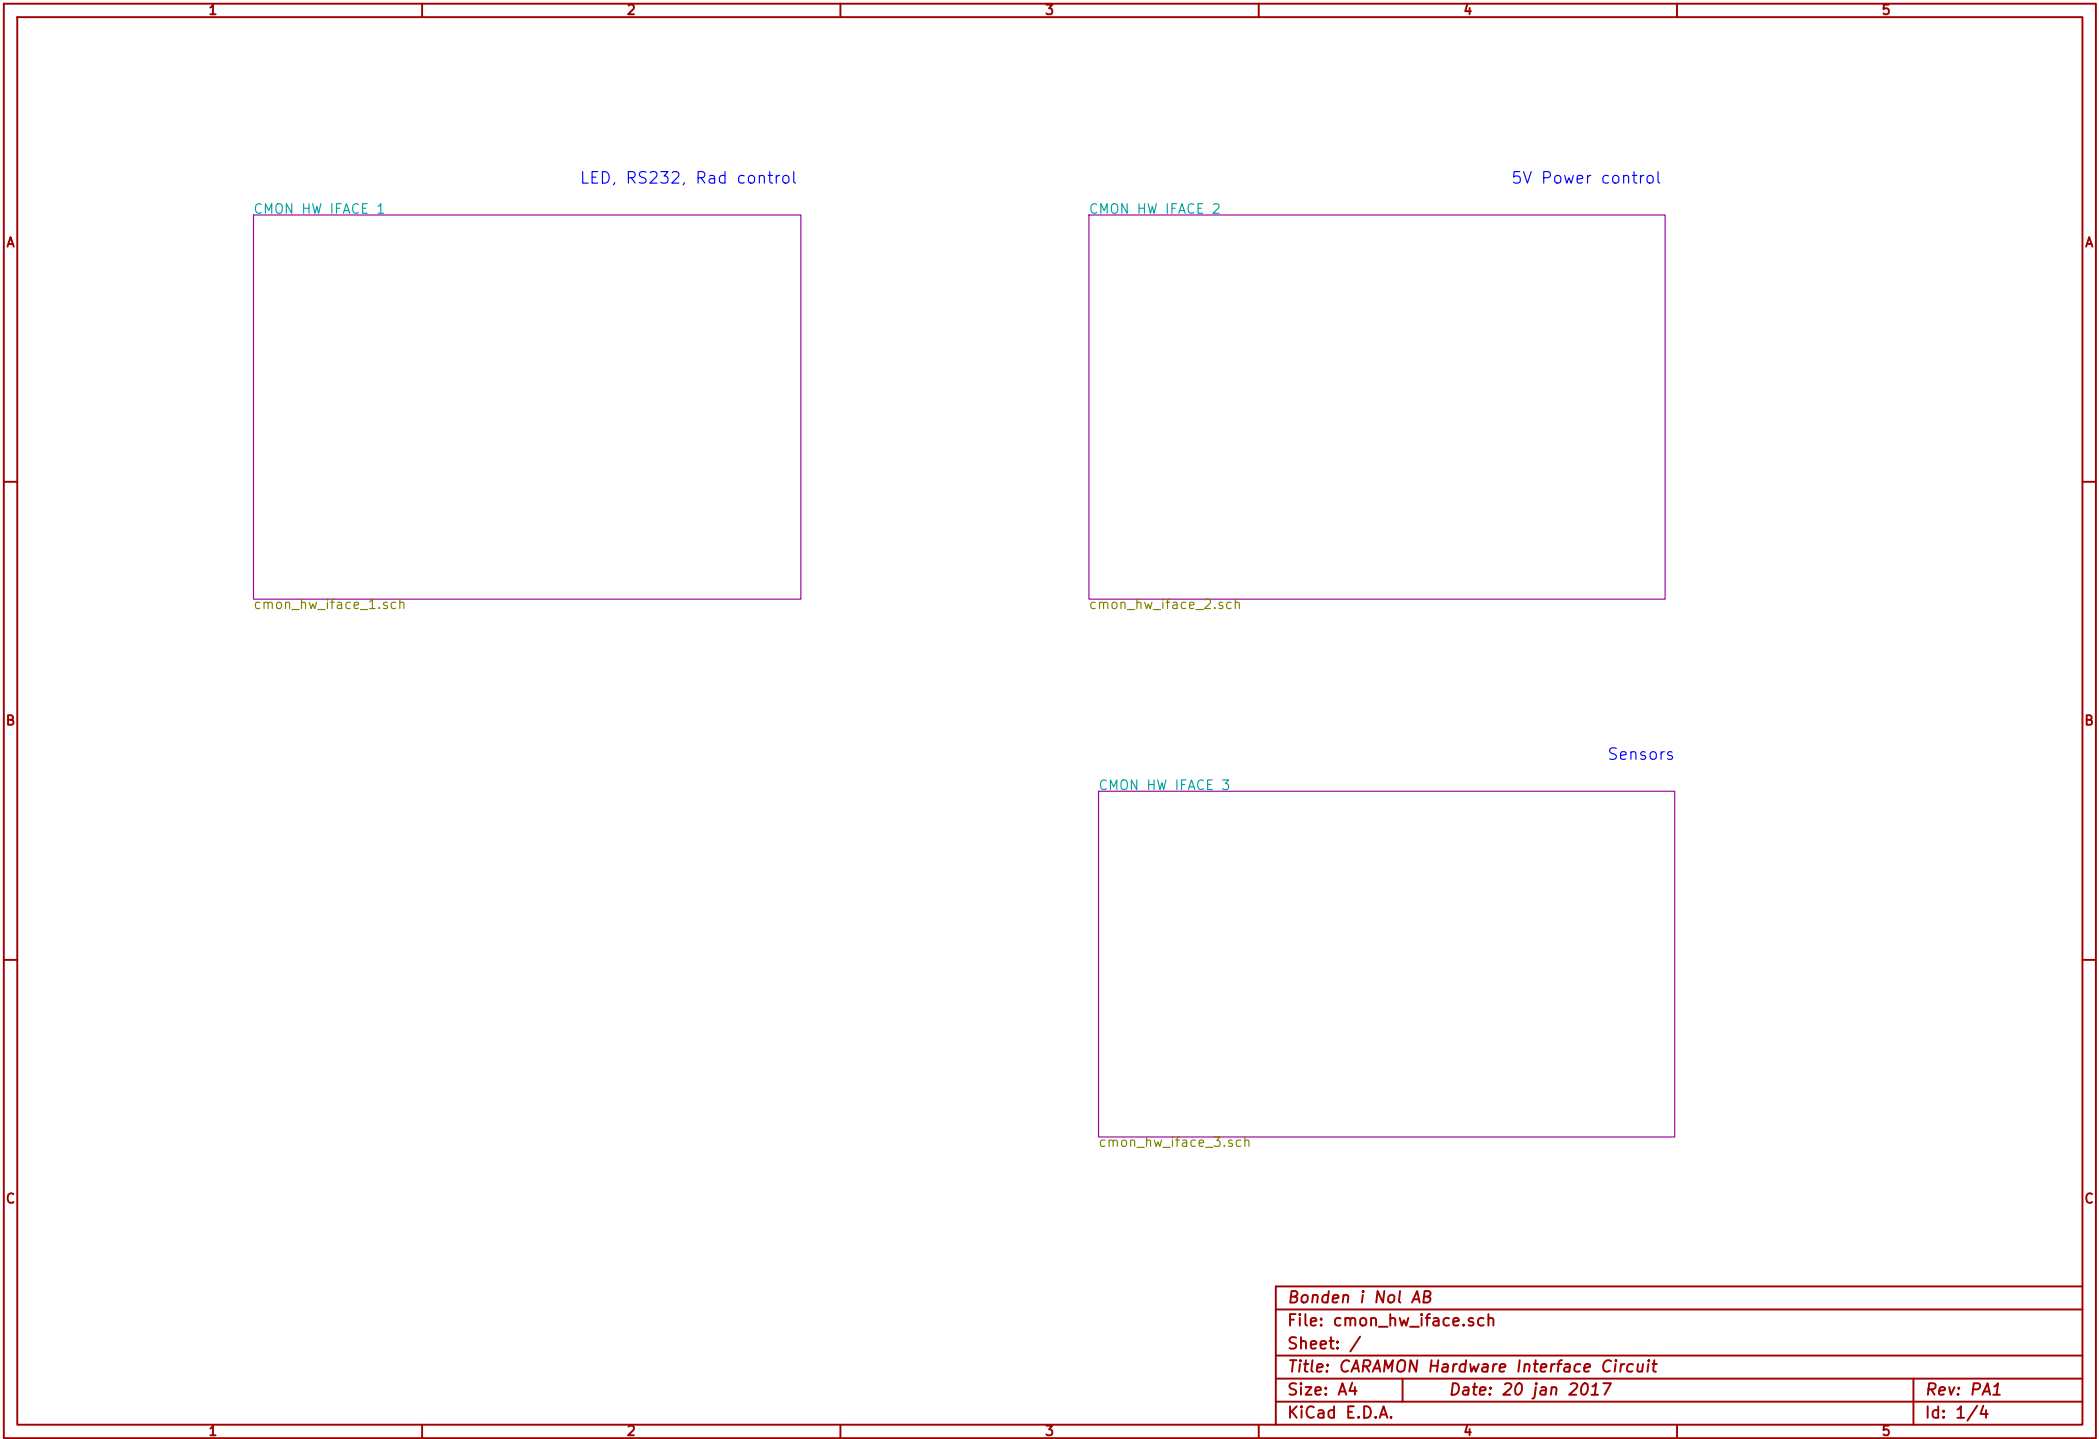 1 2 3 4 5
LED, RS232, Rad control
5V Power control
CMON HW IFACE 1
CMON HW IFACE 2
A A
cmon_hw_iface_1.sch
cmon_hw_iface_2.sch
B B
Sensors
CMON HW IFACE 3
cmon_hw_iface_3.sch
C C
Bonden i Nol AB
File: cmon_hw_iface.sch
Sheet: /
Title: CARAMON Hardware Interface Circuit
Size: A4 Date: 20 jan 2017 Rev: PA1
KiCad E.D.A. Id: 1/4
1 2 3 4 5